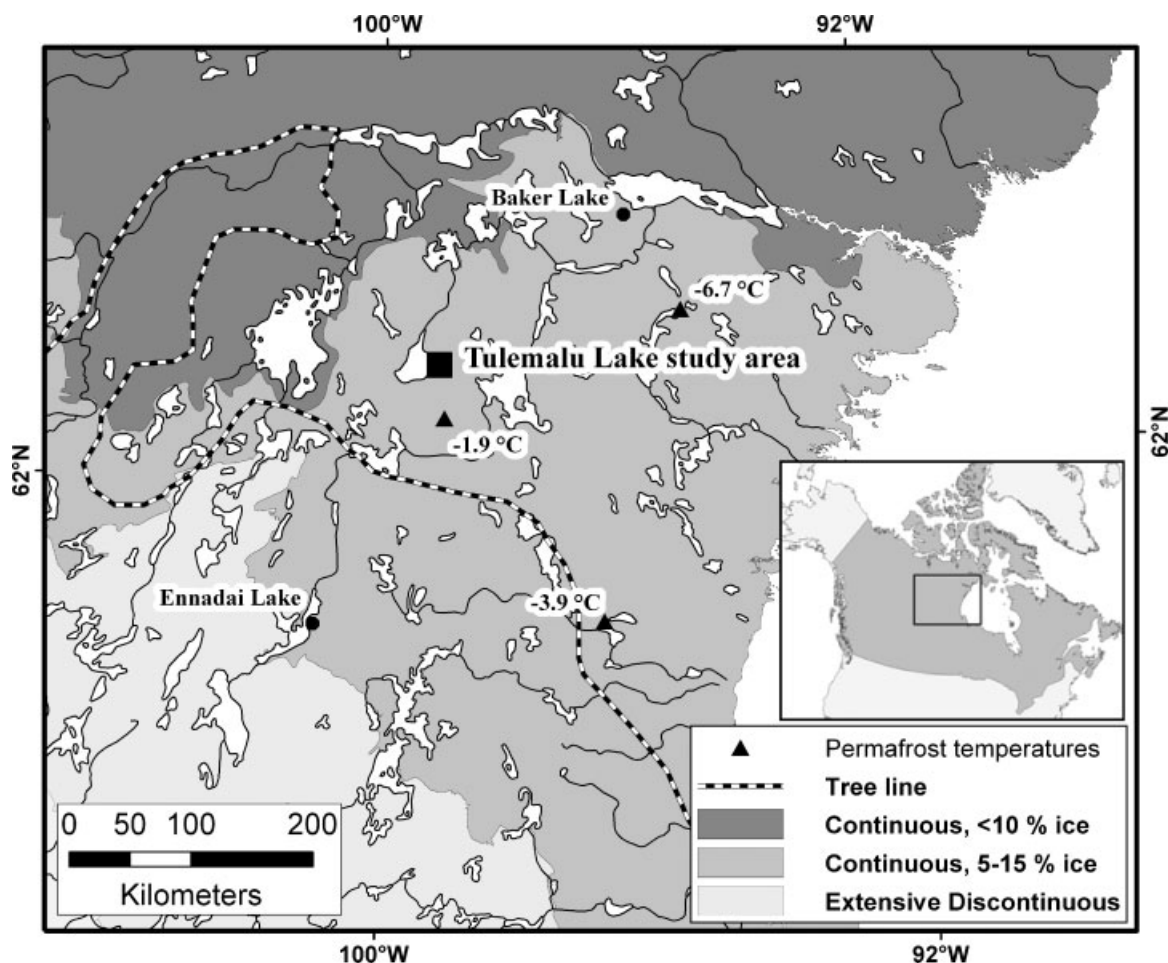 100°W
92°W
Baker Lake
-6.7 °C
Tulemalu Lake study area
-1.9 °C
62°N
62°N
Ennadai Lake
-3.9 °C
0 50 100 200
Kilometers
Permafrost temperatures
Tree line
Continuous, <10 % ice
Continuous, 5-15 % ice
Extensive Discontinuous
100°W
92°W